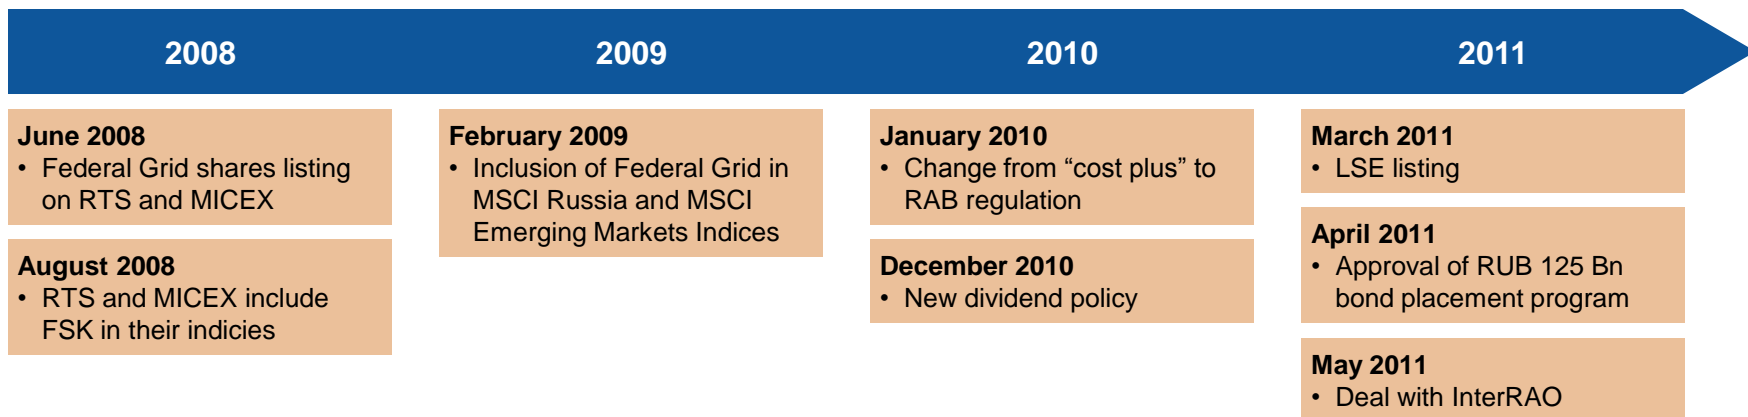 2008
2009
2010
2011
June 2008
• Federal Grid shares listing
on RTS and MICEX
August 2008
• RTS and MICEX include
FSK in their indicies
February 2009
• Inclusion of Federal Grid in
MSCI Russia and MSCI
Emerging Markets Indices
January 2010
• Change from “cost plus” to
RAB regulation
December 2010
• New dividend policy
March 2011
• LSE listing
April 2011
• Approval of RUB 125 Bn
bond placement program
May 2011
• Deal with InterRAO